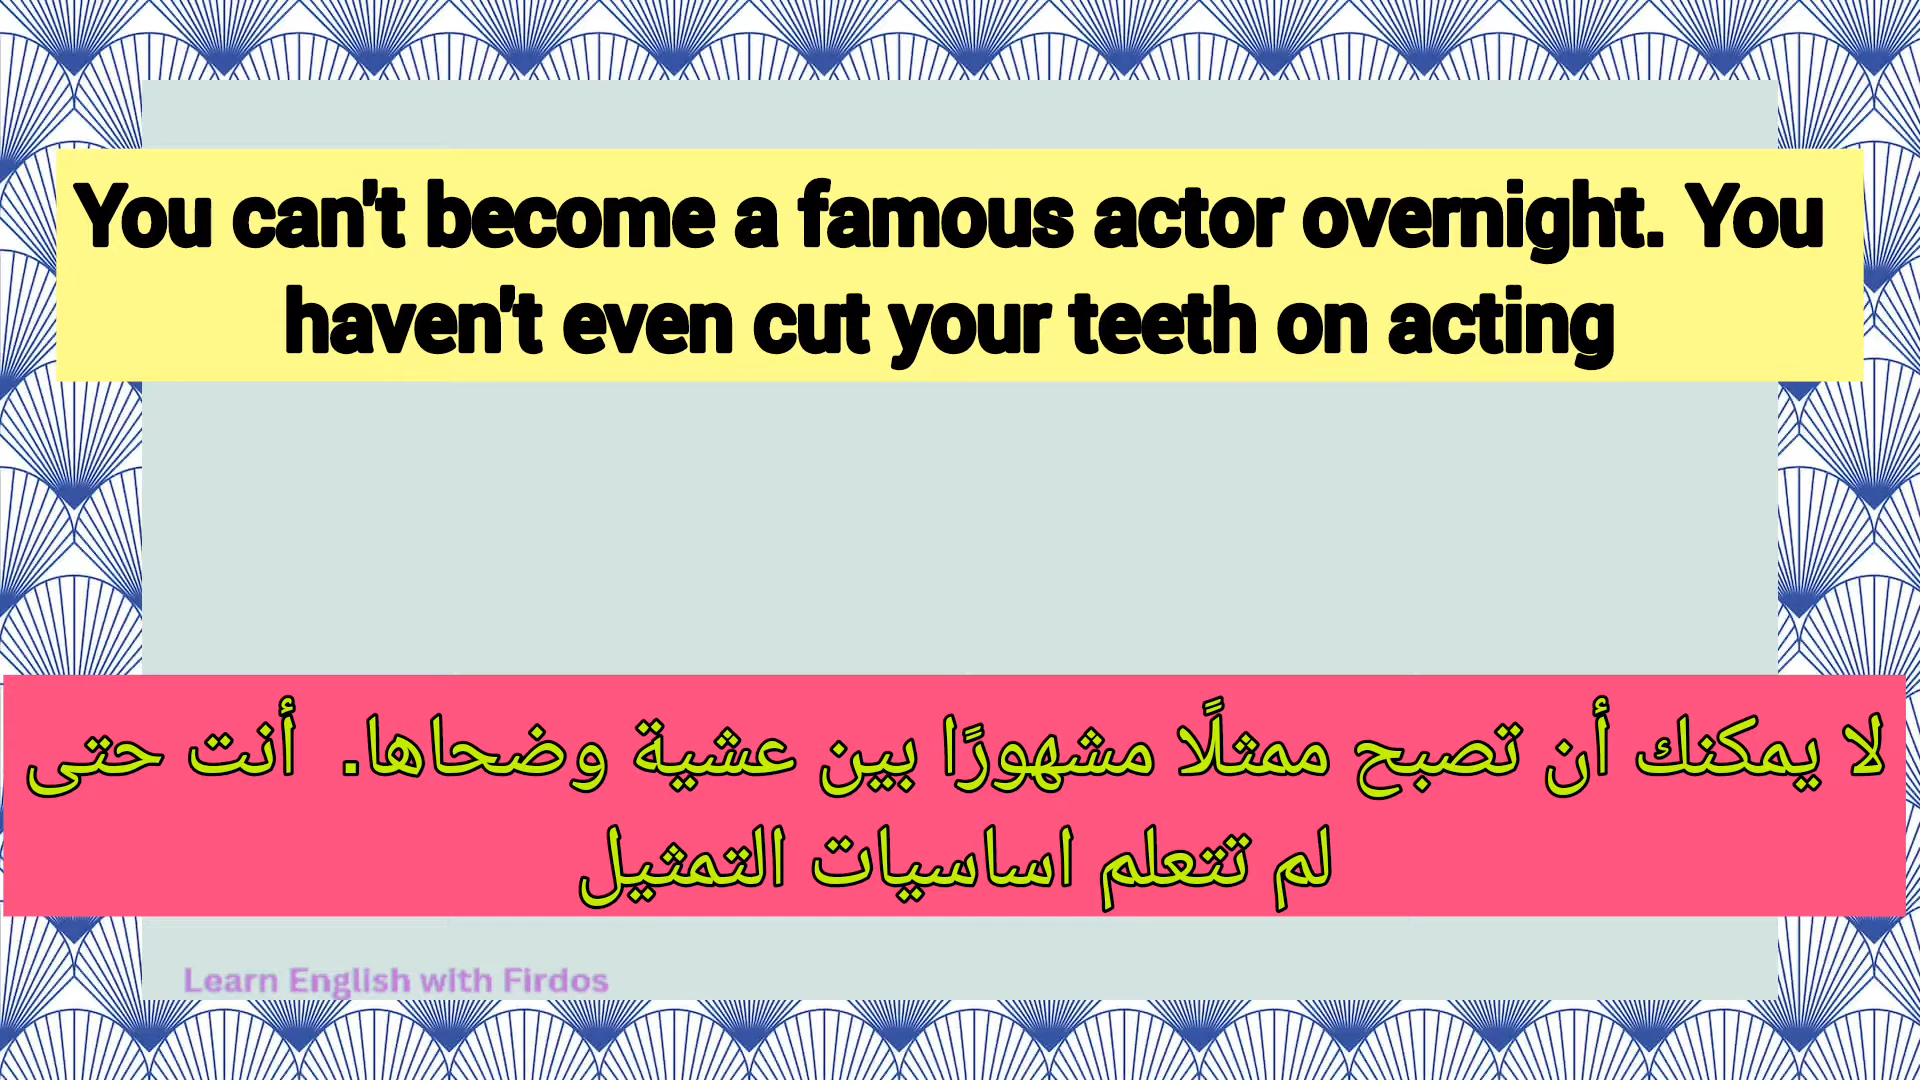 You can't become a famous actor overnight. You
haven't even cut your teeth on acting
لا يمكنك أن تصبح ممثلًا مشهورًا بين عشية وضحاها. أنت حتى
لم تتعلم اساسيات التمثيل
Learn English with Firdos